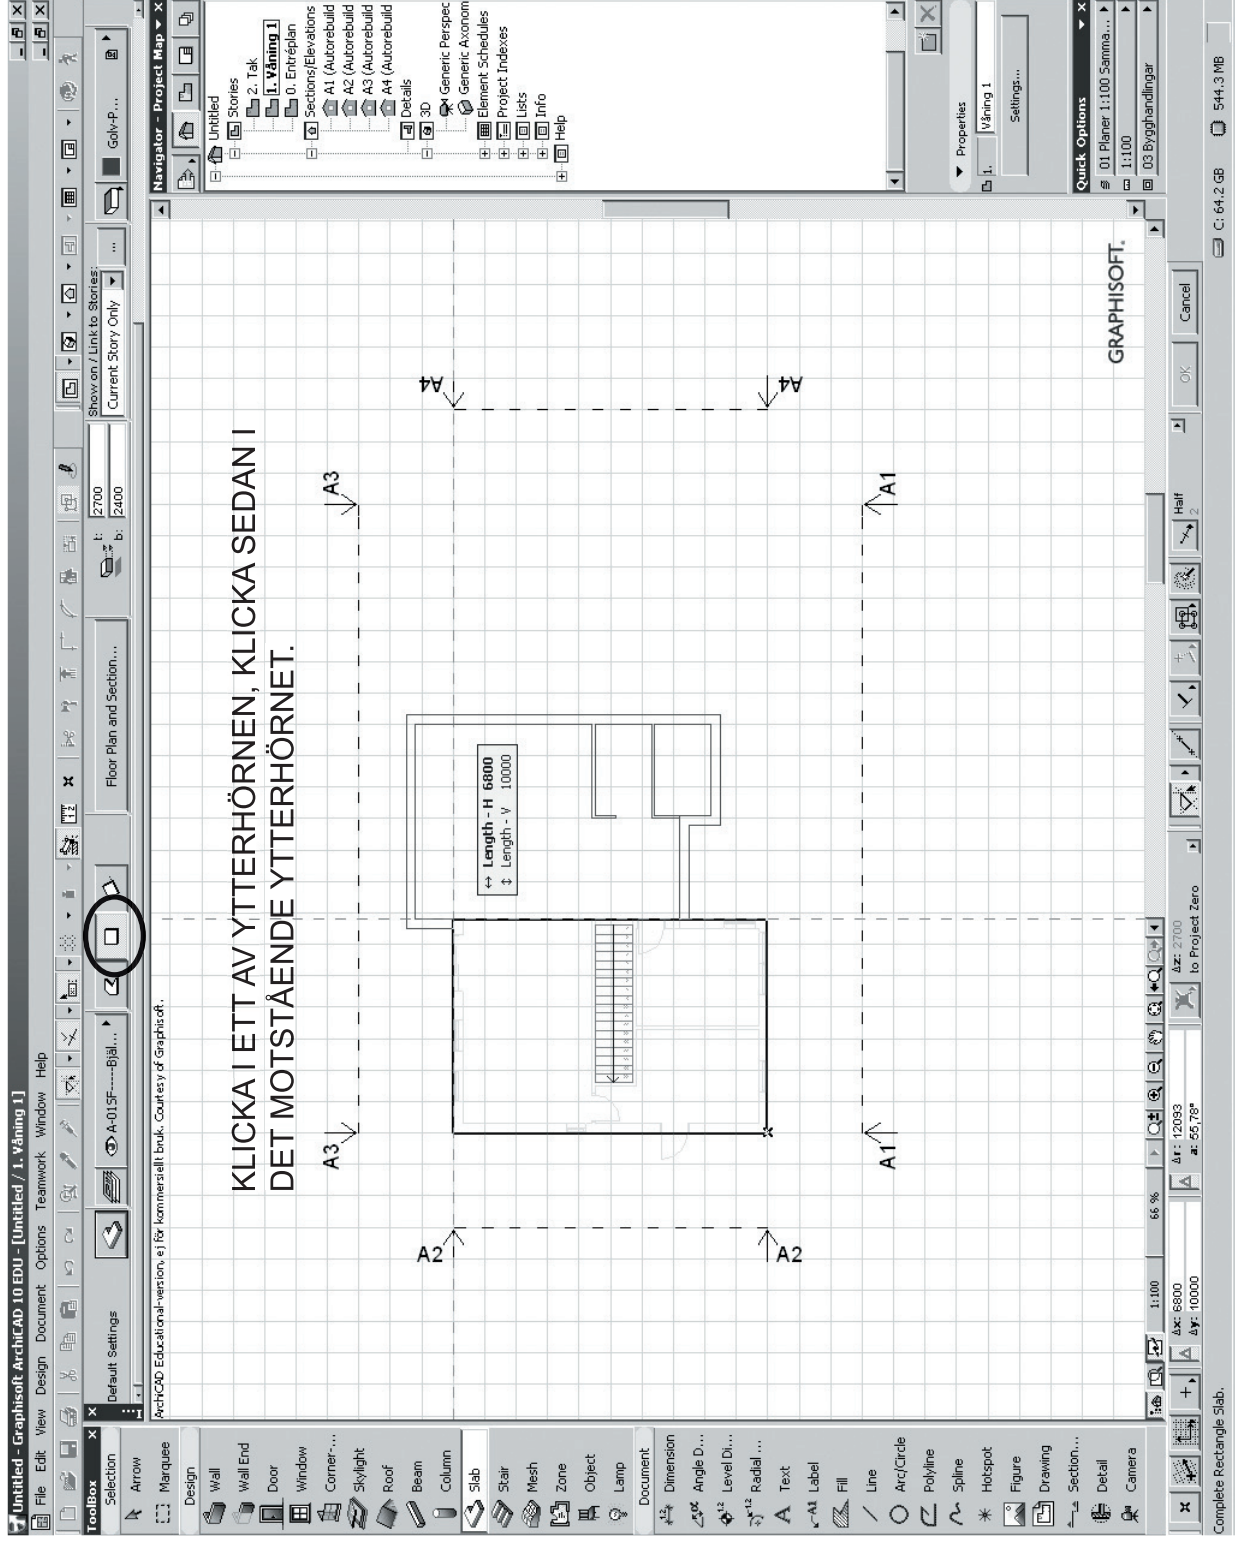 Untitled - Graphisoft ArchiCAD 10 EDU - [Untitled / 1. Våning 1]
File Edit View Design Document Options Teamwork Window Help
ToolBox
Default Settings
A-01SF-----Bjäl...
Floor Plan and Section...
t: 2700
b: 2400
Show on / Link to Stories:
Current Story Only
...
Golv-P...
Selection
Arrow
Marquee
Design
Wall
Wall End
Door
Window
Corner-...
Skylight
Roof
Beam
Column
Slab
Stair
Mesh
Zone
Object
Lamp
Document
Dimension
Angle D...
Level Di...
Radial ...
Text
Label
Fill
Line
Arc/Circle
Polyline
Spline
Hotspot
Figure
Drawing
Section...
Detail
Camera
ArchiCAD Educational-version, ej för kommersiellt bruk. Courtesy of Graphisoft.
KLICKA I ETT AV YTTERHÖRNEN, KLICKA SEDAN I
DET MOTSTÅENDE YTTERHÖRNET.
A3
A3
A2
A4
Length - H 6800
Length - V 10000
A2
A4
A1
A1
GRAPHISOFT.
Navigator - Project Map
Untitled
Stories
2. Tak
1. Våning 1
0. Entréplan
Sections/Elevations
A1 (Autorebuild
A2 (Autorebuild
A3 (Autorebuild
A4 (Autorebuild
Details
3D
Generic Perspec
Generic Axonom
Element Schedules
Project Indexes
Lists
Info
Help
Properties
1. Våning 1
Settings...
Quick Options
01 Planer 1:100 Samma...
1:100
03 Bygghandlingar
1:100
66 %
Δx: 6800
Δy: 10000
Δr: 12093
a: 55,78°
Δz: 2700
to Project Zero
Half
2
OK
Cancel
Complete Rectangle Slab.
C: 64.2 GB
544.3 MB